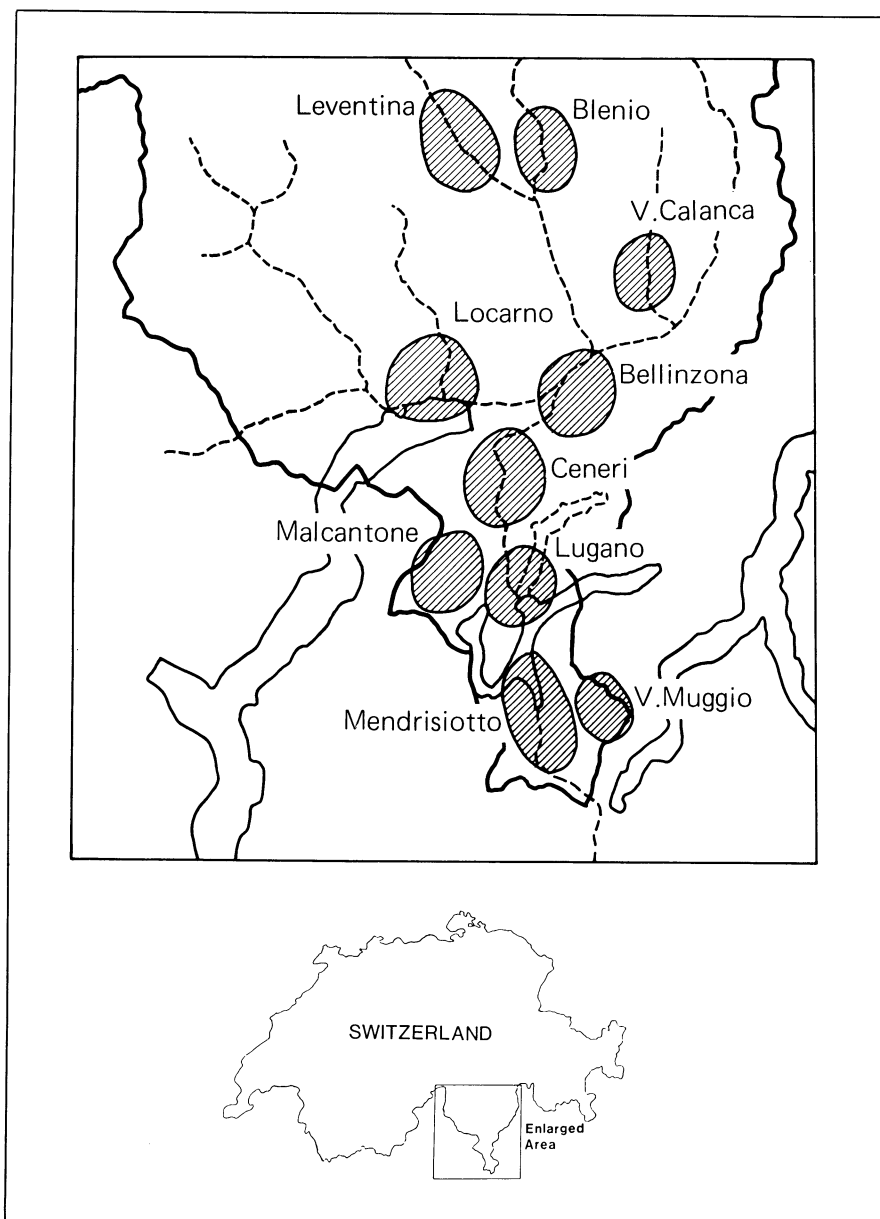 Leventina
Blenio
V.Calanca
Locarno
Bellinzona
Ceneri
Malcantone
Lugano
V.Muggio
Mendrisiotto
SWITZERLAND
Enlarged
Area